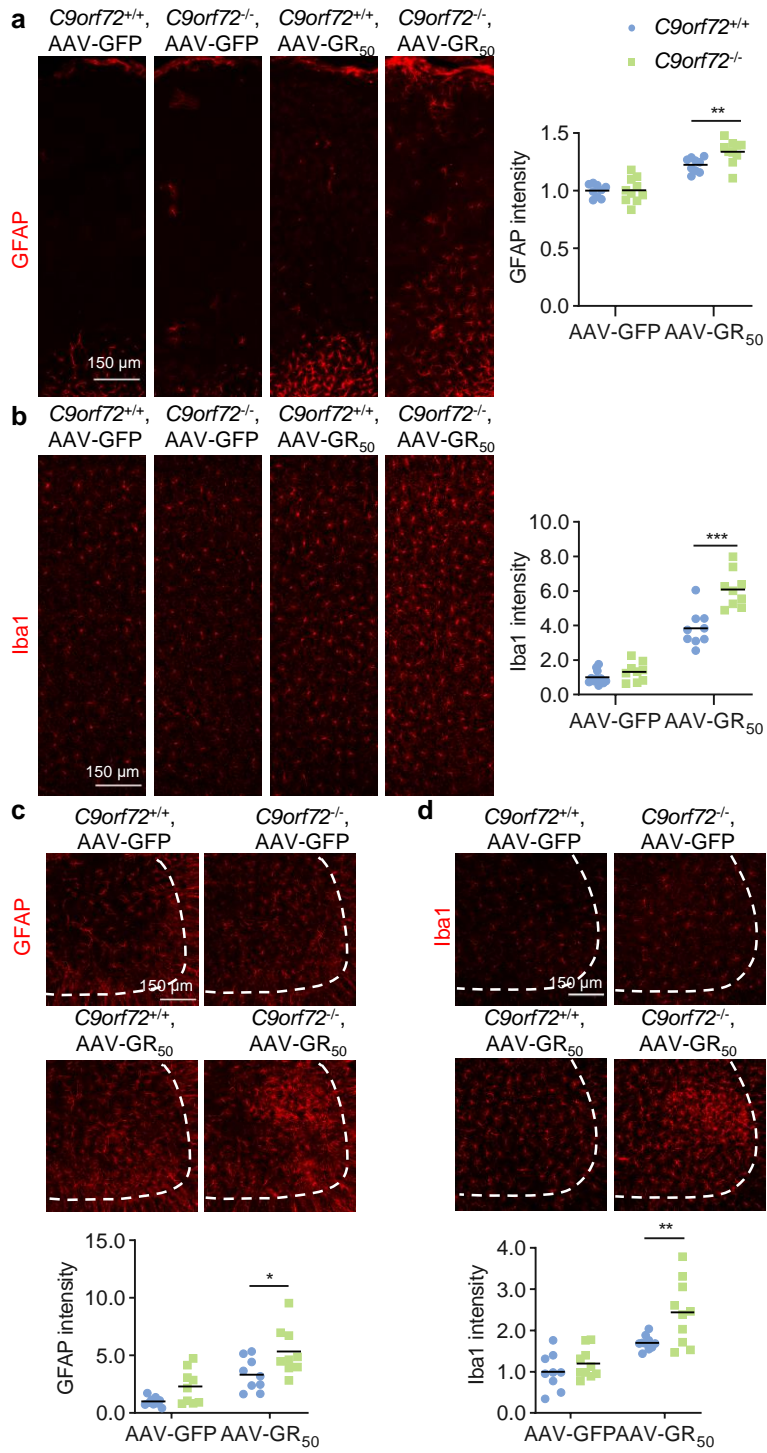 a
C9orf72+/+, AAV-GFP
C9orf72-/-, AAV-GFP
C9orf72+/+, AAV-GR50
C9orf72-/-, AAV-GR50
GFAP
150 µm
C9orf72+/+
C9orf72-/-
**
GFAP intensity
1.5
1.0
0.5
0.0
AAV-GFP AAV-GR50
b
C9orf72+/+, AAV-GFP
C9orf72-/-, AAV-GFP
C9orf72+/+, AAV-GR50
C9orf72-/-, AAV-GR50
Iba1
150 µm
***
Iba1 intensity
10.0
8.0
6.0
4.0
2.0
0.0
AAV-GFP AAV-GR50
c
C9orf72+/+, AAV-GFP
C9orf72-/-, AAV-GFP
GFAP
150 µm
C9orf72+/+, AAV-GR50
C9orf72-/-, AAV-GR50
*
GFAP intensity
15.0
10.0
5.0
0.0
AAV-GFP AAV-GR50
d
C9orf72+/+, AAV-GFP
C9orf72-/-, AAV-GFP
Iba1
150 µm
C9orf72+/+, AAV-GR50
C9orf72-/-, AAV-GR50
**
Iba1 intensity
4.0
2.0
1.0
0.0
AAV-GFP AAV-GR50